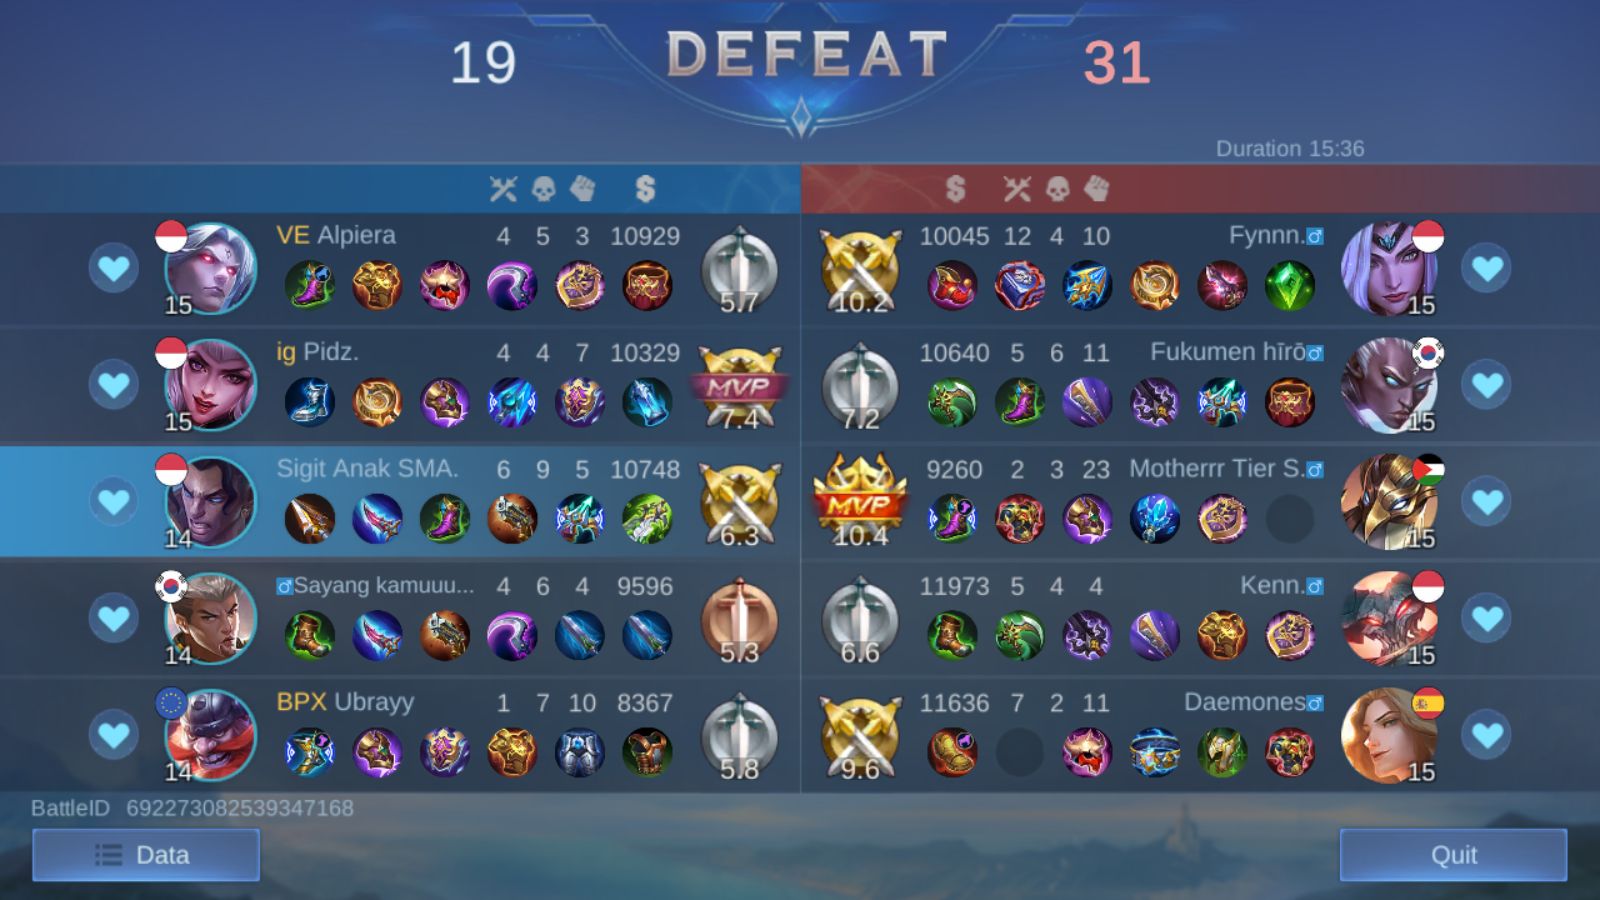 19 DEFEAT 31
Duration 15:36
VE Alpiera 4 5 3 10929
15 5.7
10045 12 4 10 Fynnn.♂
10.2 15
ig Pidz. 4 4 7 10329
15 MVP 7.4
10640 5 6 11 Fukumen hīrō♂
7.2 15
Sigit Anak SMA. 6 9 5 10748
14 6.3
9260 2 3 23 Motherrr Tier S.♂
MVP 10.4 15
♂Sayang kamuuu... 4 6 4 9596
14 5.3
11973 5 4 4 Kenn.♂
6.6 15
BPX Ubrayy 1 7 10 8367
14 5.8
11636 7 2 11 Daemones♂
9.6 15
BattleID 692273082539347168
Data
Quit